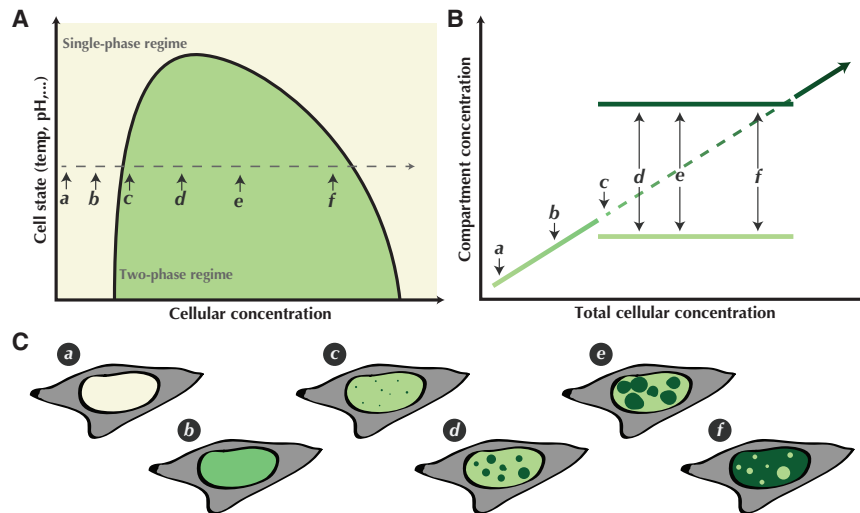 A
Single-phase regime
Cell state (temp, pH,...)
a
b
c
d
e
f
Two-phase regime
Cellular concentration
B
Compartment concentration
a
b
c
d
e
f
Total cellular concentration
C
a
c
e
b
d
f